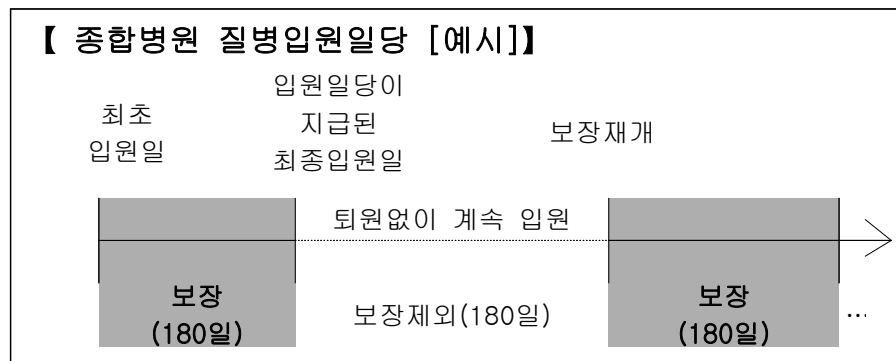 【 종합병원 질병입원일당 [예시]】
최초
입원일
입원일당이
지급된
최종입원일
보장재개
퇴원없이 계속 입원
보장
(180일)
보장제외(180일)
보장
(180일)
…